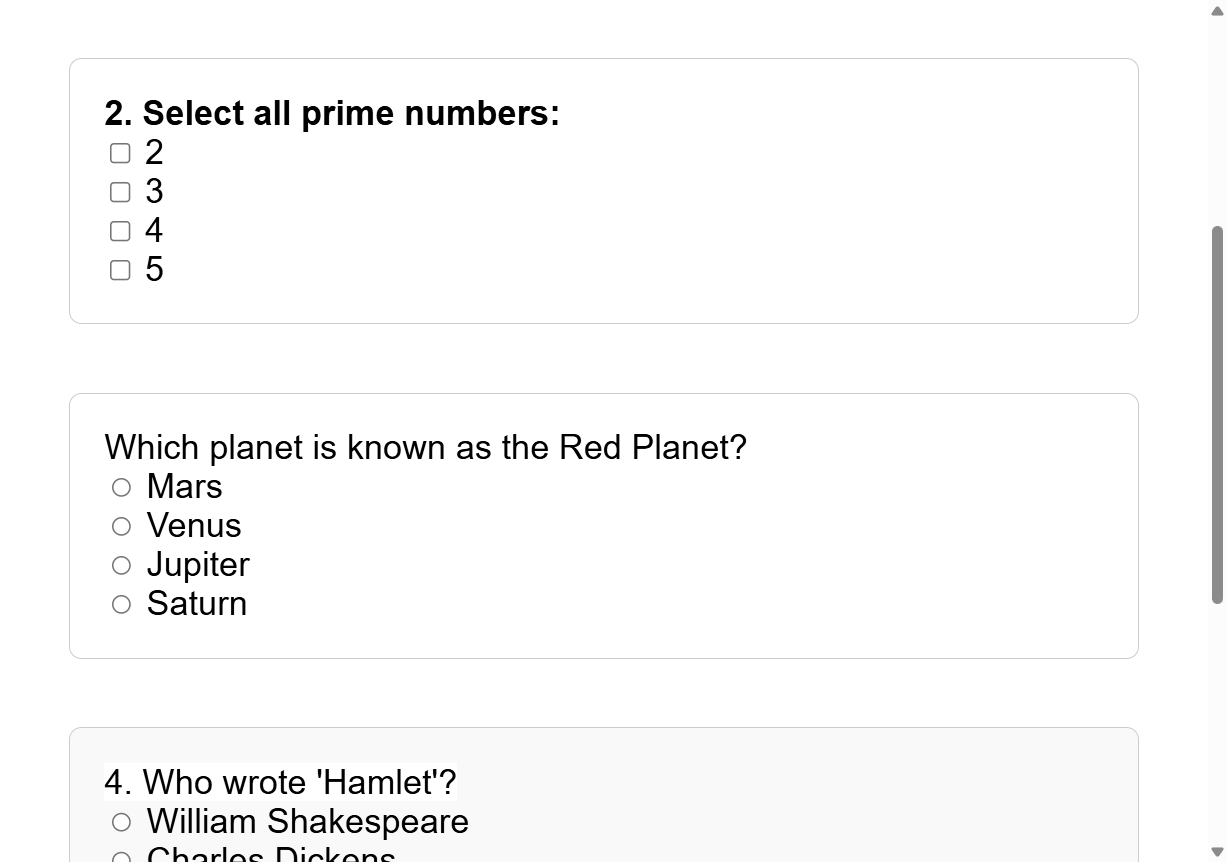 2. Select all prime numbers:
2
3
4
5
Which planet is known as the Red Planet?
Mars
Venus
Jupiter
Saturn
4. Who wrote 'Hamlet'?
William Shakespeare
Charles Dickens